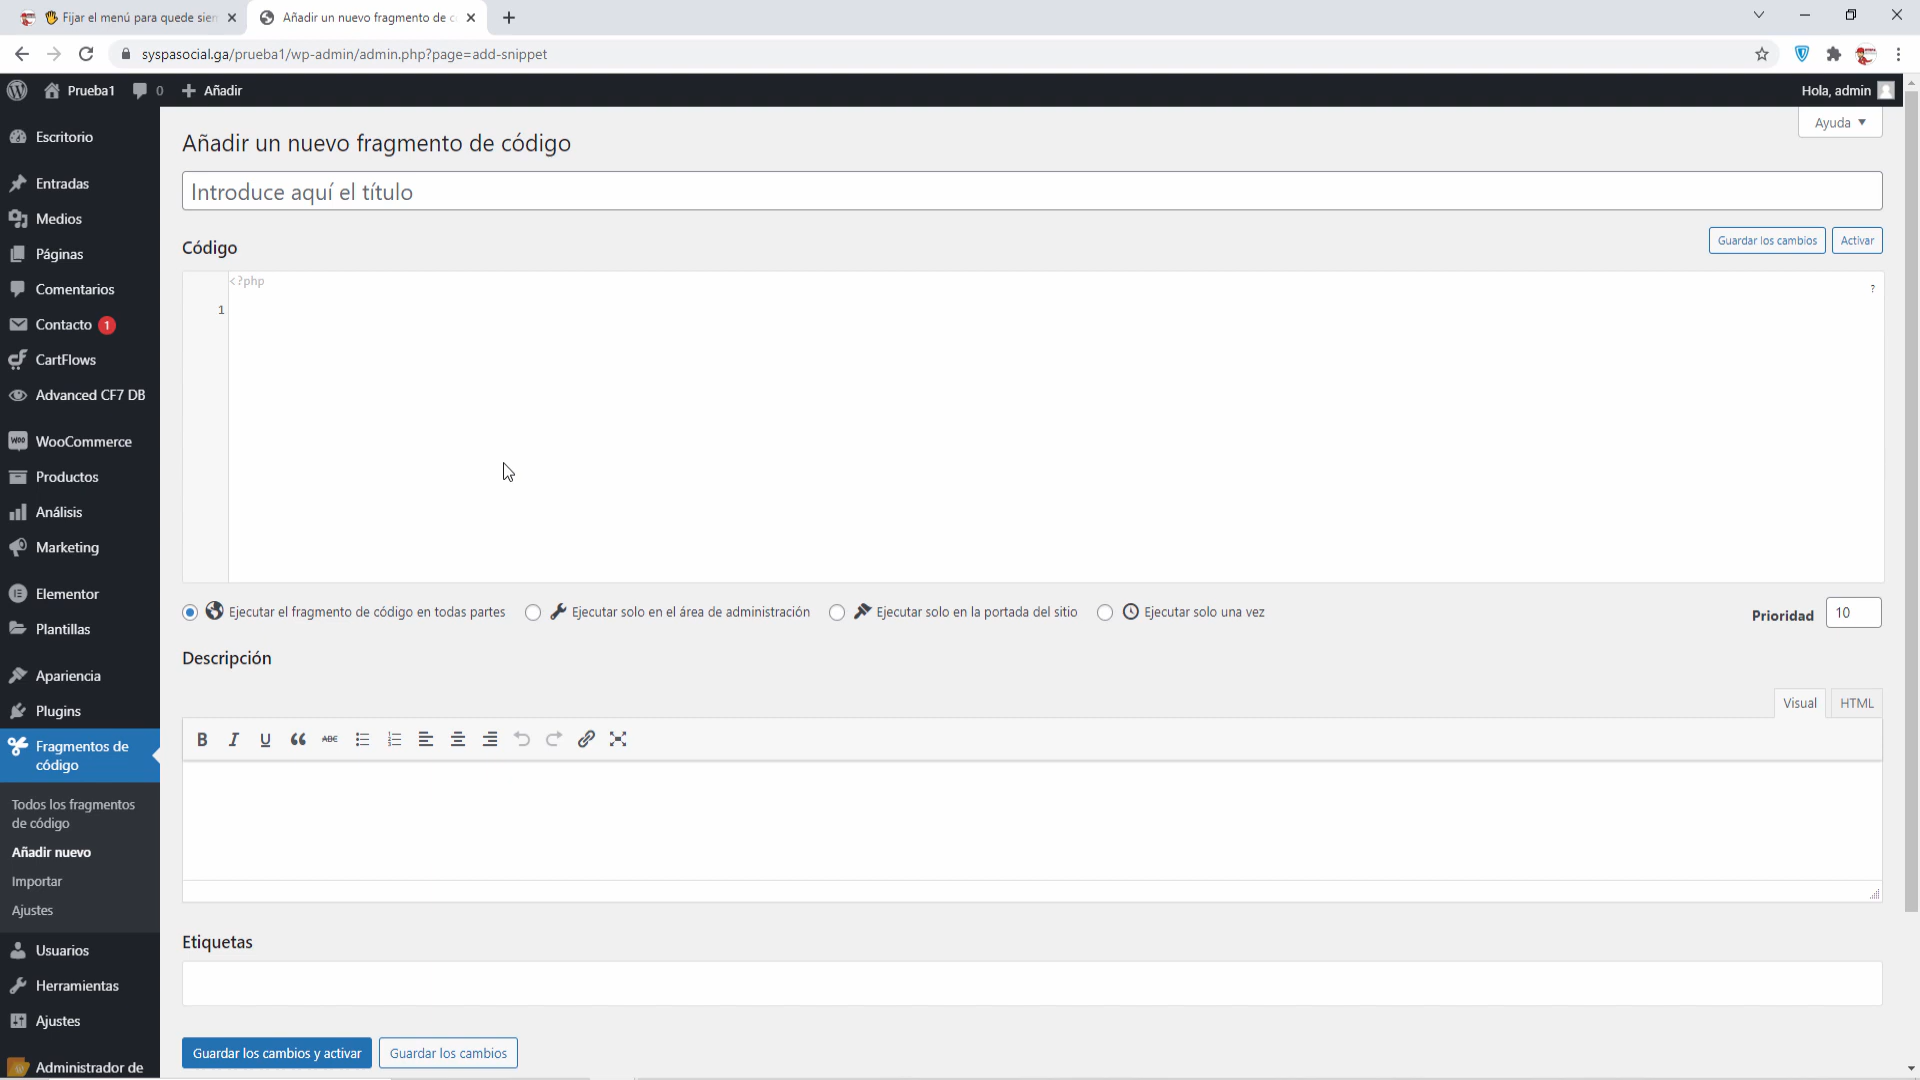 Fijar el menú para quede sien
Añadir un nuevo fragmento de c
syspasocial.ga/prueba1/wp-admin/admin.php?page=add-snippet
Prueba1
0
Añadir
Hola, admin
Ayuda
Escritorio
Entradas
Medios
Páginas
Comentarios
Contacto 1
CartFlows
Advanced CF7 DB
WooCommerce
Productos
Análisis
Marketing
Elementor
Plantillas
Apariencia
Plugins
Fragmentos de
código
Todos los fragmentos
de código
Añadir nuevo
Importar
Ajustes
Usuarios
Herramientas
Ajustes
Administrador de
Añadir un nuevo fragmento de código
Introduce aquí el título
Código
Guardar los cambios
Activar
<?php
?
1
Ejecutar el fragmento de código en todas partes
Ejecutar solo en el área de administración
Ejecutar solo en la portada del sitio
Ejecutar solo una vez
Prioridad
10
Descripción
Visual
HTML
B I U ABC
Etiquetas
Guardar los cambios y activar
Guardar los cambios